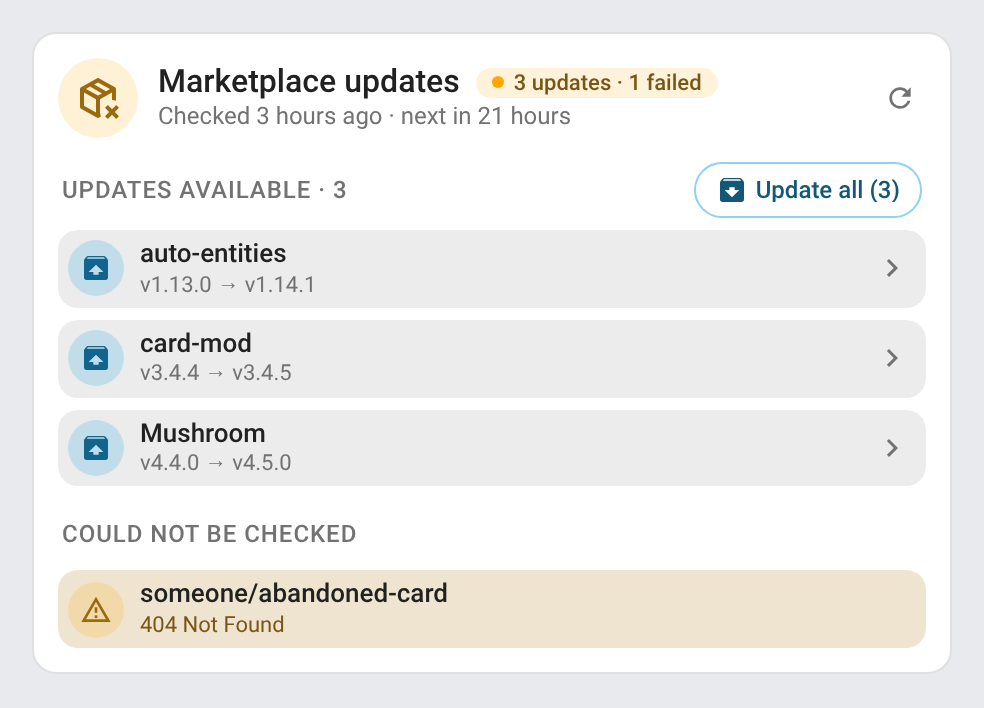 Marketplace updates
3 updates · 1 failed
Checked 3 hours ago · next in 21 hours
UPDATES AVAILABLE · 3
Update all (3)
auto-entities
v1.13.0 → v1.14.1
card-mod
v3.4.4 → v3.4.5
Mushroom
v4.4.0 → v4.5.0
COULD NOT BE CHECKED
someone/abandoned-card
404 Not Found